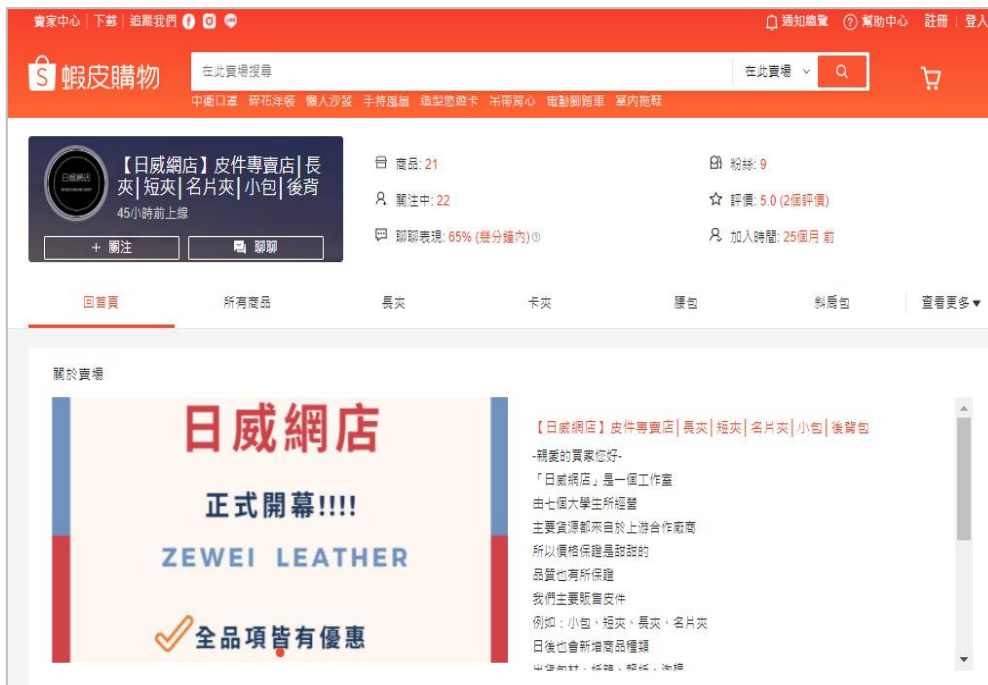 賣家中心 | 下載 | 追蹤我們
通知總覽 幫助中心 註冊 | 登入
蝦皮購物
在此賣場搜尋
在此賣場
中衛口罩 碎花洋裝 懶人沙發 手持風扇 造型悠遊卡 吊帶背心 電動腳踏車 室內拖鞋
日威網店
【日威網店】皮件專賣店│長
夾│短夾│名片夾│小包│後背
45小時前上線
+ 關注
聊聊
商品: 21
粉絲: 9
關注中: 22
評價: 5.0 (2個評價)
聊聊表現: 65% (幾分鐘內)
加入時間: 25個月 前
回首頁 所有商品 長夾 卡夾 腰包 斜肩包 查看更多▼
關於賣場
日威網店
正式開幕!!!!
ZEWEI LEATHER
全品項皆有優惠
【日威網店】皮件專賣店│長夾│短夾│名片夾│小包│後背包
-親愛的買家您好-
「日威網店」是一個工作室
由七個大學生所經營
主要貨源都來自於上游合作廠商
所以價格保證是甜甜的
品質也有所保證
我們主要販售皮件
例如：小包、短夾、長夾、名片夾
日後也會新增商品種類